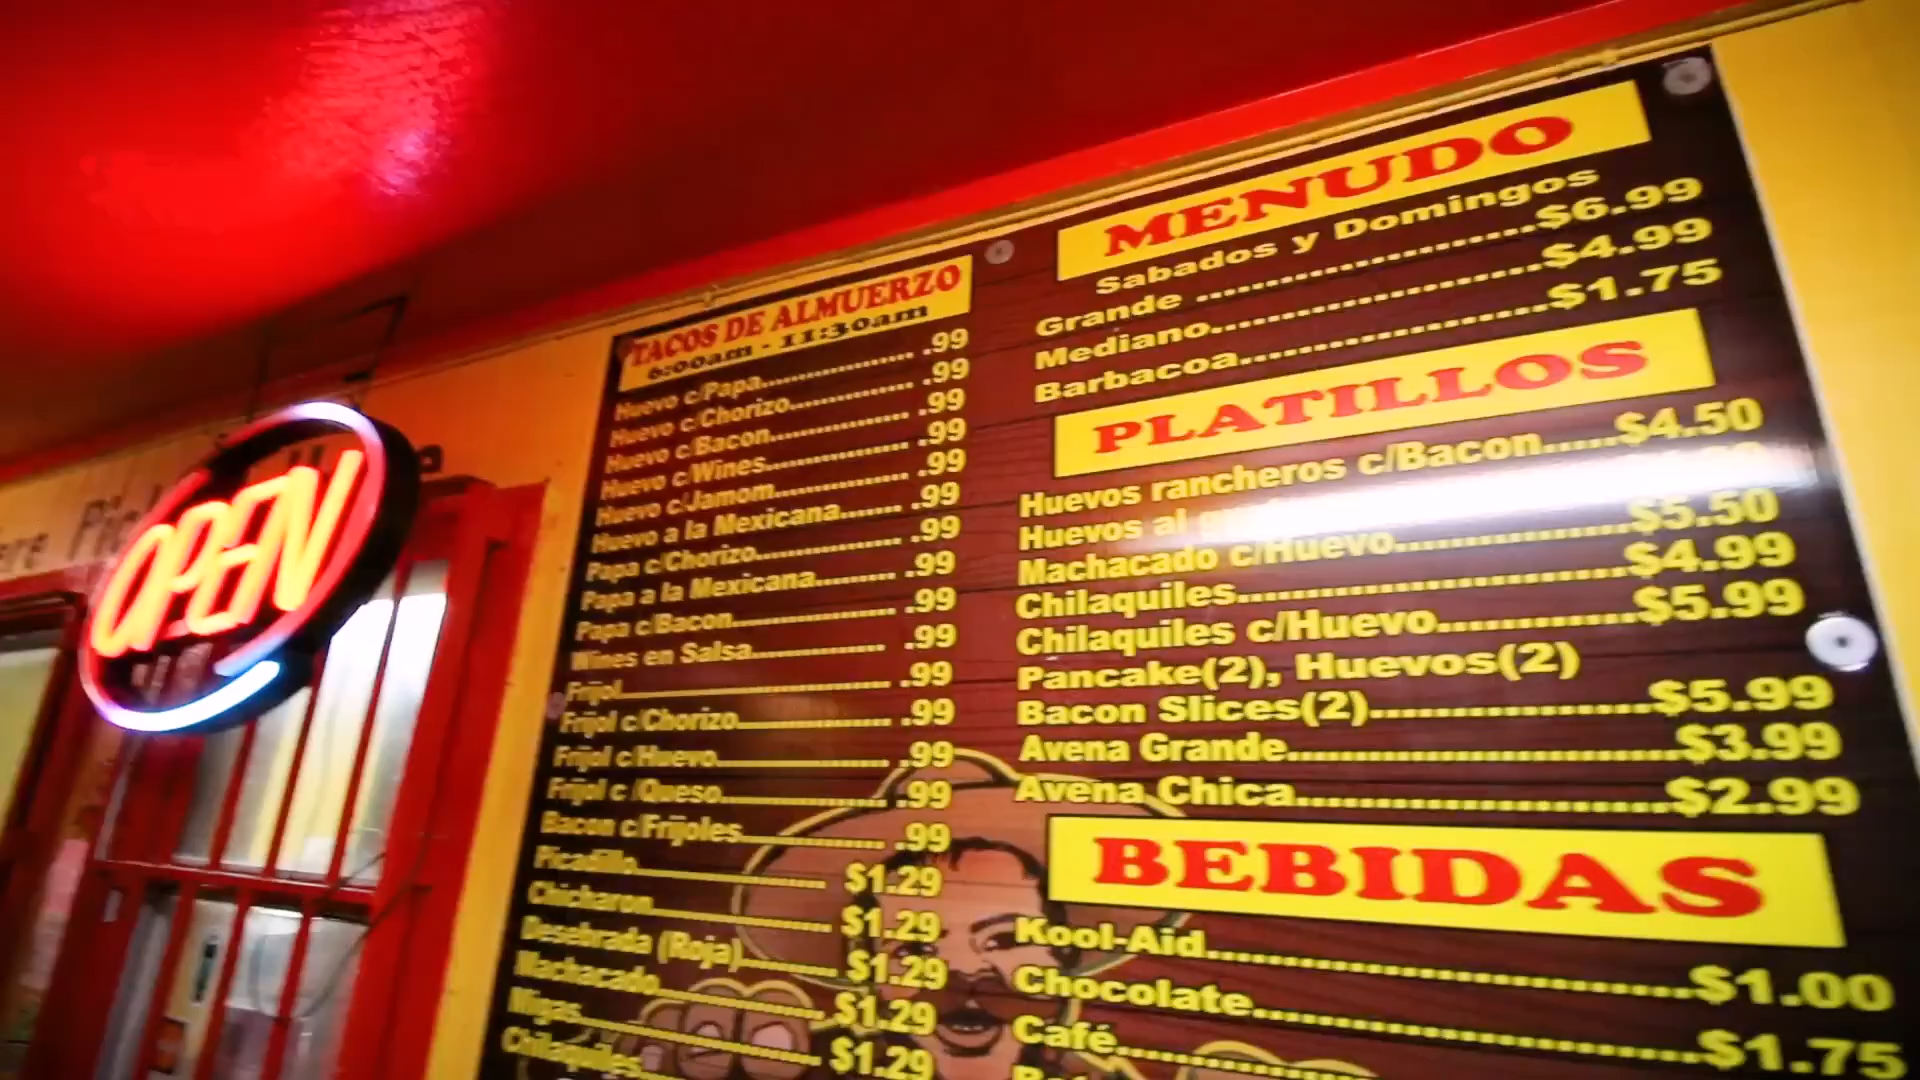 OPEN
TACOS DE ALMUERZO
6:00am - 11:30am
Huevo c/Papa .99
Huevo c/Chorizo .99
Huevo c/Bacon .99
Huevo c/Wines .99
Huevo c/Jamom .99
Huevo a la Mexicana .99
Papa c/Chorizo .99
Papa a la Mexicana .99
Papa c/Bacon .99
Wines en Salsa .99
Frijol .99
Frijol c/Chorizo .99
Frijol c/Huevo .99
Frijol c/Queso .99
Bacon c/Frijoles .99
Picadillo $1.29
Chicharon $1.29
Desebrada (Roja) $1.29
Machacado $1.29
Migas $1.29
Chilaquiles
MENUDO
Sabados y Domingos
Grande $6.99
Mediano $4.99
Barbacoa $1.75
PLATILLOS
Huevos rancheros c/Bacon $4.50
Huevos al
Machacado c/Huevo $5.50
Chilaquiles $4.99
Chilaquiles c/Huevo $5.99
Pancake(2), Huevos(2)
Bacon Slices(2) $5.99
Avena Grande $3.99
Avena Chica $2.99
BEBIDAS
Kool-Aid $1.00
Chocolate $1.75
Café